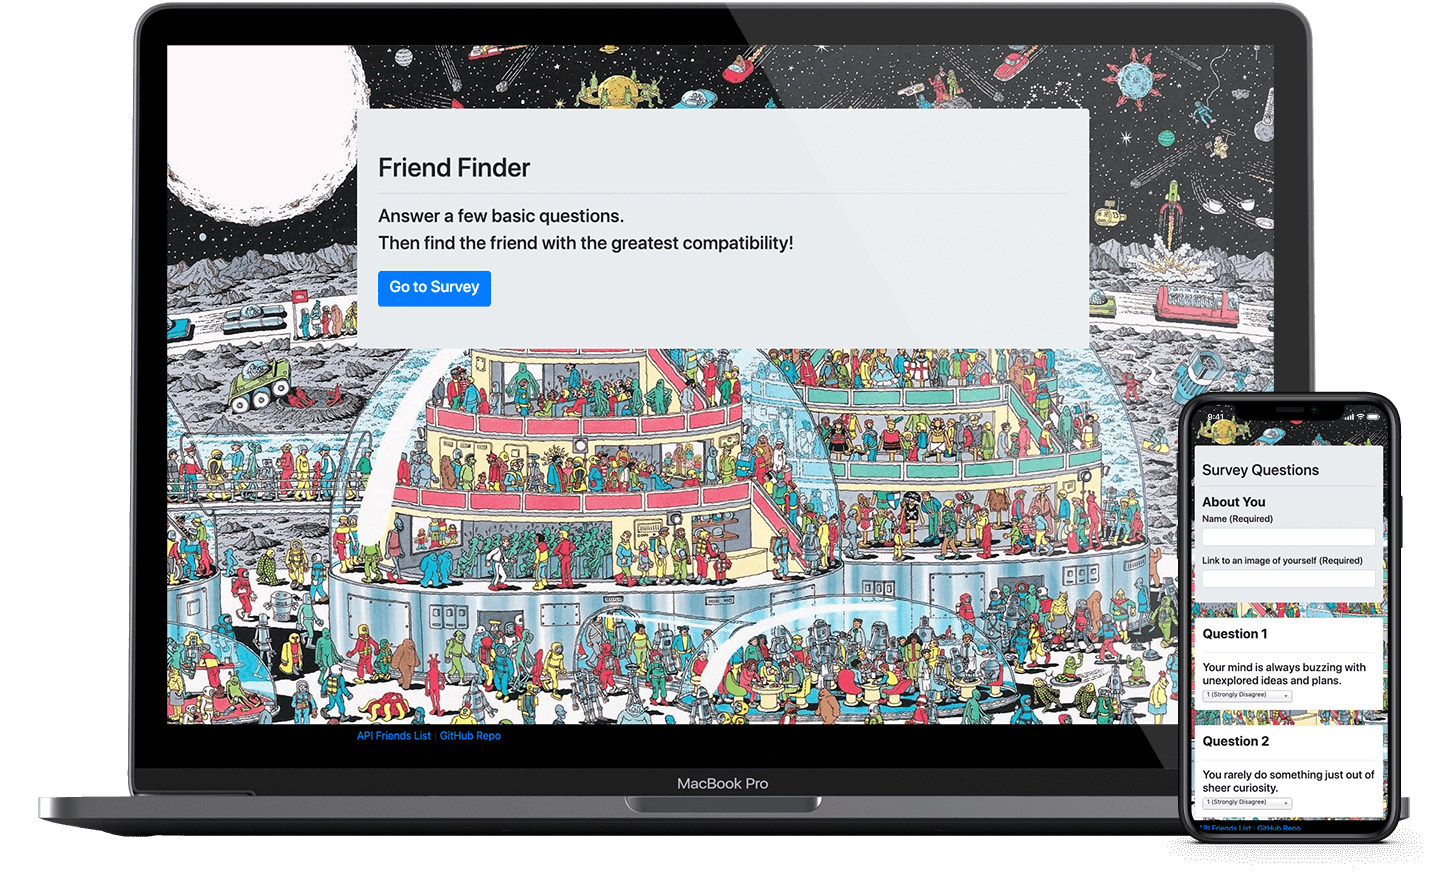 Friend Finder
Answer a few basic questions.
Then find the friend with the greatest compatibility!
Go to Survey
API Friends List | GitHub Repo
MacBook Pro
9:41
Survey Questions
About You
Name (Required)
Link to an image of yourself (Required)
Question 1
Your mind is always buzzing with
unexplored ideas and plans.
1 (Strongly Disagree)
Question 2
You rarely do something just out of
sheer curiosity.
1 (Strongly Disagree)
API Friends List | GitHub Repo